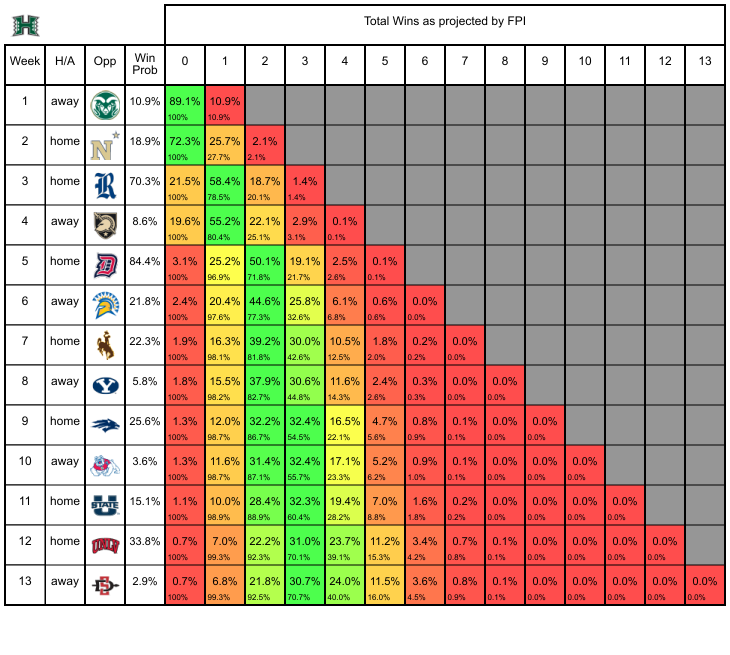 H
Total Wins as projected by FPI
Week H/A Opp Win Prob 0 1 2 3 4 5 6 7 8 9 10 11 12 13
1 away 10.9% 89.1% 10.9%
100% 10.9%
2 home N 18.9% 72.3% 25.7% 2.1%
100% 27.7% 2.1%
3 home R 70.3% 21.5% 58.4% 18.7% 1.4%
100% 78.5% 20.1% 1.4%
4 away 8.6% 19.6% 55.2% 22.1% 2.9% 0.1%
100% 80.4% 25.1% 3.1% 0.1%
5 home D 84.4% 3.1% 25.2% 50.1% 19.1% 2.5% 0.1%
100% 96.9% 71.8% 21.7% 2.6% 0.1%
6 away 21.8% 2.4% 20.4% 44.6% 25.8% 6.1% 0.6% 0.0%
100% 97.6% 77.3% 32.6% 6.8% 0.6% 0.0%
7 home 22.3% 1.9% 16.3% 39.2% 30.0% 10.5% 1.8% 0.2% 0.0%
100% 98.1% 81.8% 42.6% 12.5% 2.0% 0.2% 0.0%
8 away BYU 5.8% 1.8% 15.5% 37.9% 30.6% 11.6% 2.4% 0.3% 0.0% 0.0%
100% 98.2% 82.7% 44.8% 14.3% 2.6% 0.3% 0.0% 0.0%
9 home 25.6% 1.3% 12.0% 32.2% 32.4% 16.5% 4.7% 0.8% 0.1% 0.0% 0.0%
100% 98.7% 86.7% 54.5% 22.1% 5.6% 0.9% 0.1% 0.0% 0.0%
10 away 3.6% 1.3% 11.6% 31.4% 32.4% 17.1% 5.2% 0.9% 0.1% 0.0% 0.0% 0.0%
100% 98.7% 87.1% 55.7% 23.3% 6.2% 1.0% 0.1% 0.0% 0.0% 0.0%
11 home U STATE 15.1% 1.1% 10.0% 28.4% 32.3% 19.4% 7.0% 1.6% 0.2% 0.0% 0.0% 0.0% 0.0%
100% 98.9% 88.9% 60.4% 28.2% 8.8% 1.8% 0.2% 0.0% 0.0% 0.0% 0.0%
12 home UNLV 33.8% 0.7% 7.0% 22.2% 31.0% 23.7% 11.2% 3.4% 0.7% 0.1% 0.0% 0.0% 0.0% 0.0%
100% 99.3% 92.3% 70.1% 39.1% 15.3% 4.2% 0.8% 0.1% 0.0% 0.0% 0.0% 0.0%
13 away SD 2.9% 0.7% 6.8% 21.8% 30.7% 24.0% 11.5% 3.6% 0.8% 0.1% 0.0% 0.0% 0.0% 0.0% 0.0%
100% 99.3% 92.5% 70.7% 40.0% 16.0% 4.5% 0.9% 0.1% 0.0% 0.0% 0.0% 0.0% 0.0%